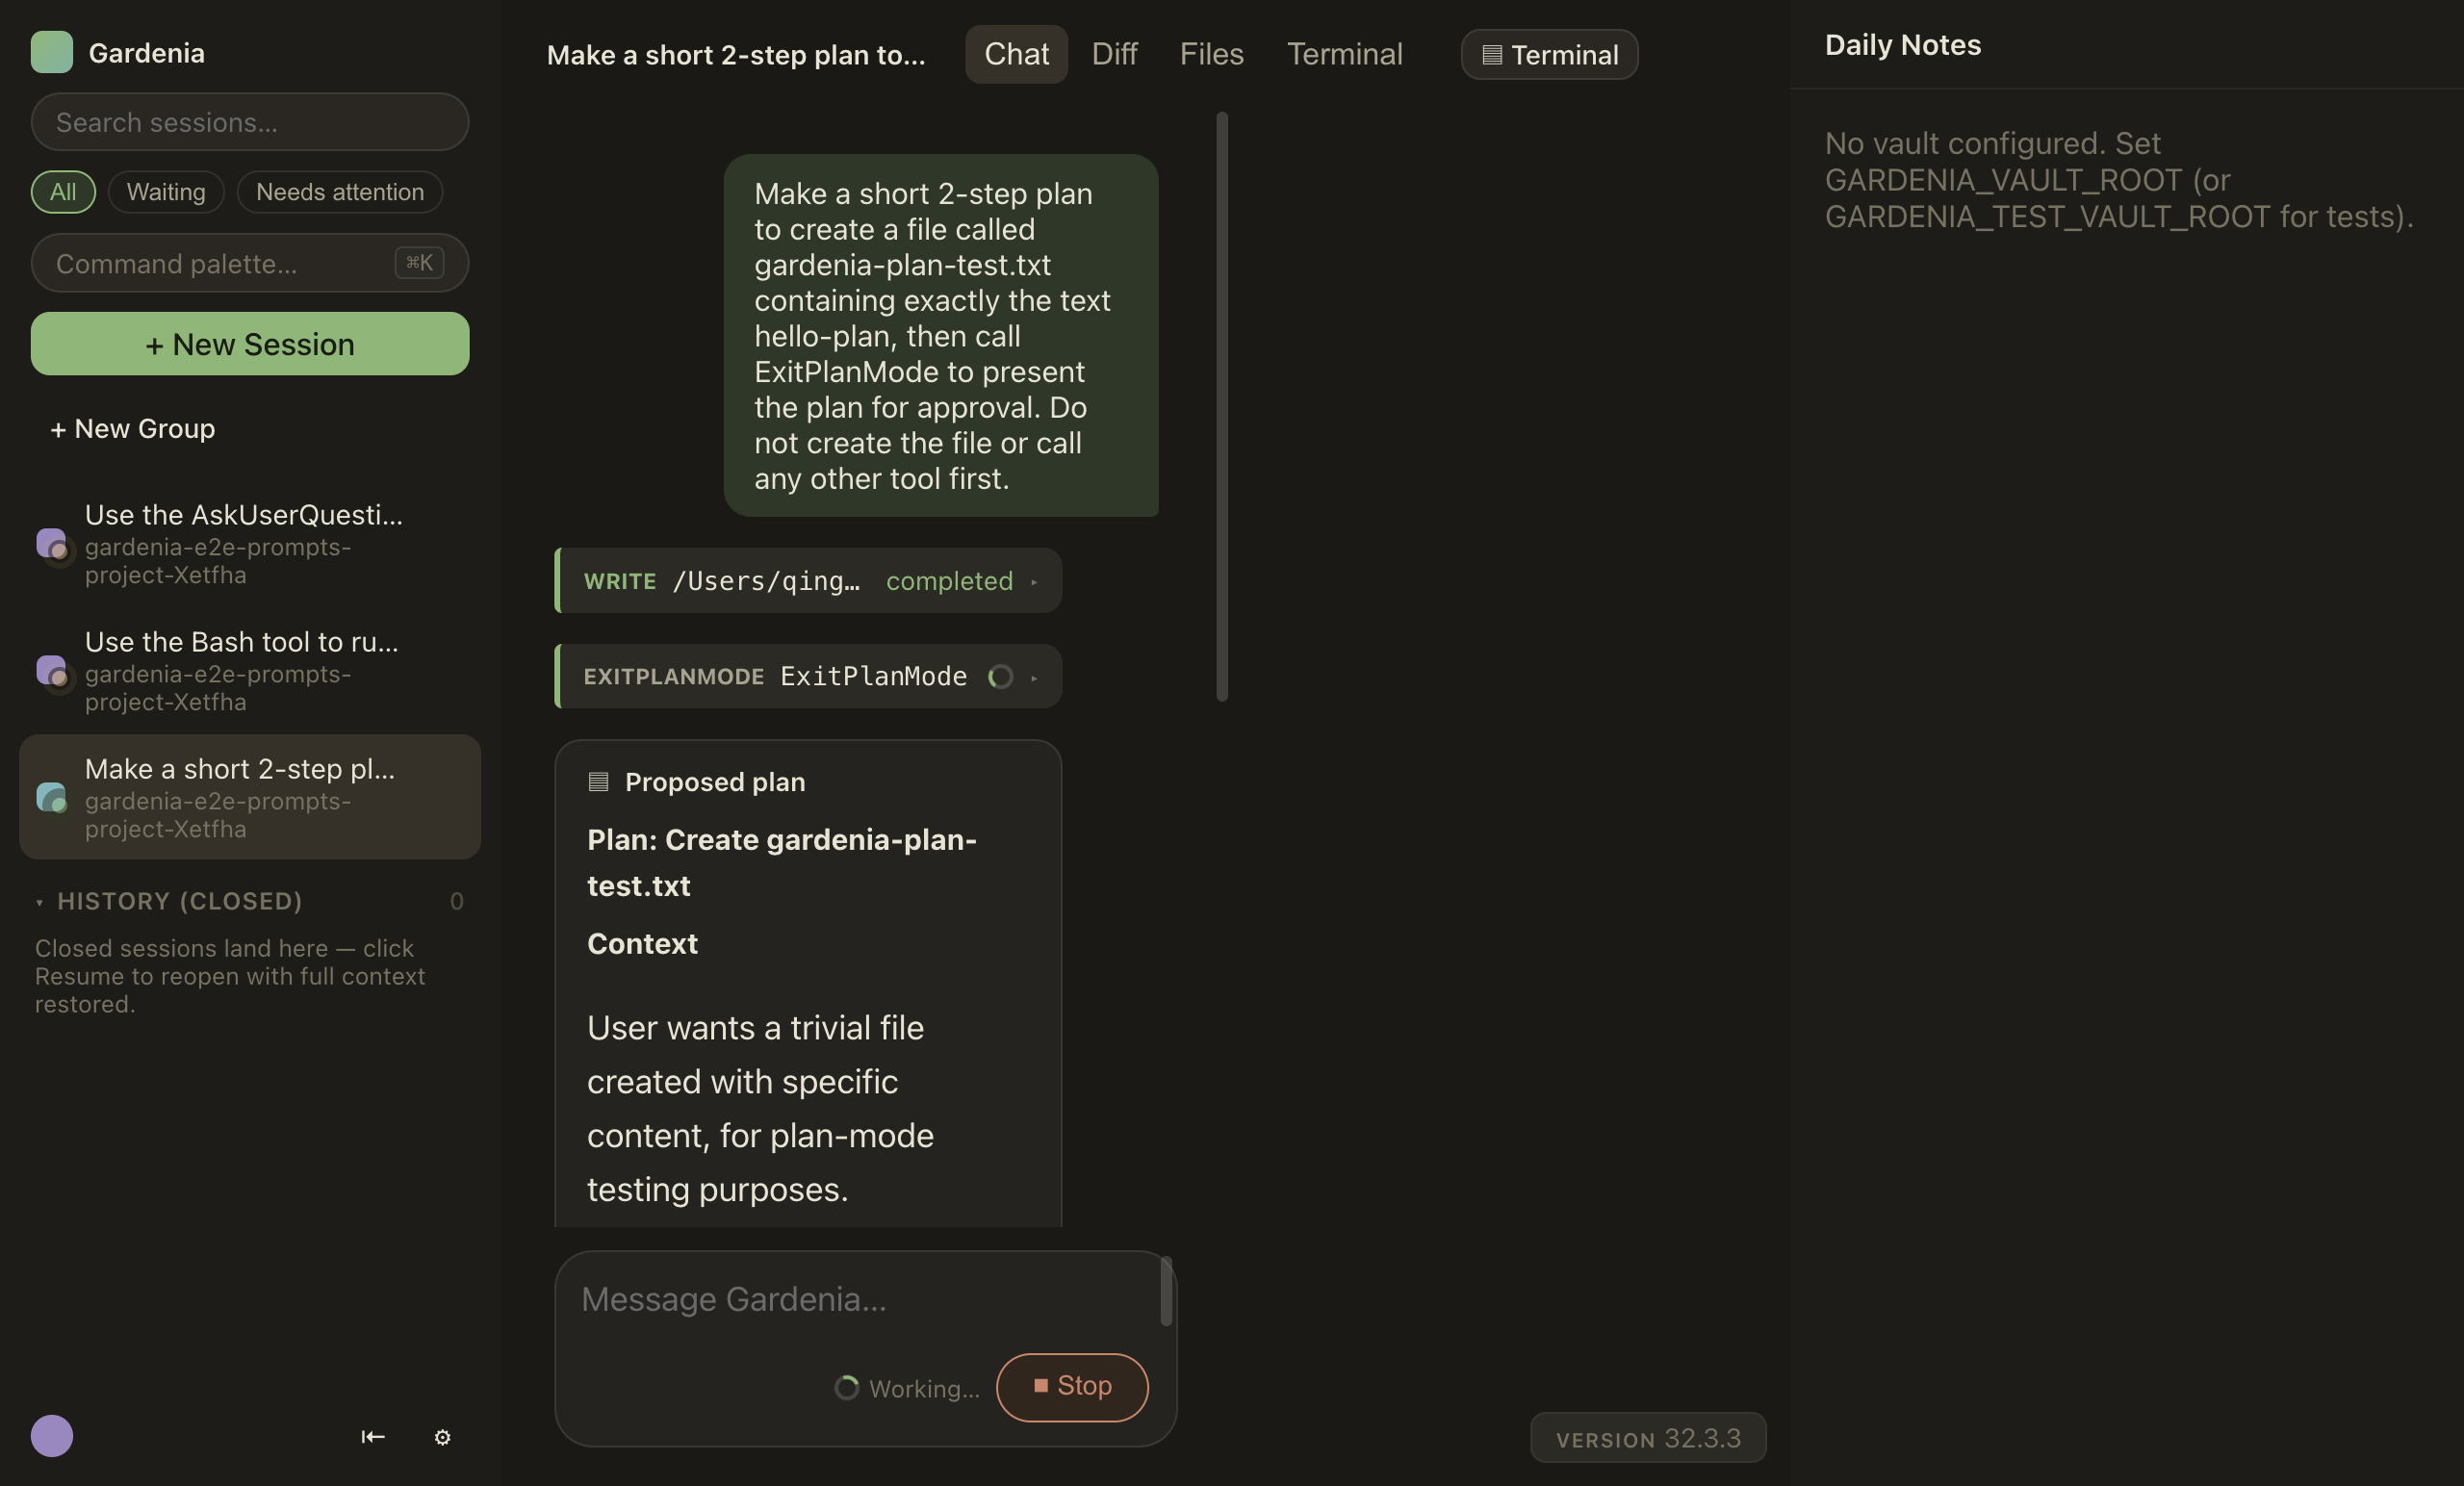 Gardenia
Search sessions...
All
Waiting
Needs attention
Command palette...
⌘K
+ New Session
+ New Group
Use the AskUserQuesti...
gardenia-e2e-prompts-
project-Xetfha
Use the Bash tool to ru...
gardenia-e2e-prompts-
project-Xetfha
Make a short 2-step pl...
gardenia-e2e-prompts-
project-Xetfha
HISTORY (CLOSED)
0
Closed sessions land here — click
Resume to reopen with full context
restored.
Make a short 2-step plan to...
Chat
Diff
Files
Terminal
Terminal
Make a short 2-step plan
to create a file called
gardenia-plan-test.txt
containing exactly the text
hello-plan, then call
ExitPlanMode to present
the plan for approval. Do
not create the file or call
any other tool first.
WRITE /Users/qing… completed
EXITPLANMODE ExitPlanMode
Proposed plan
Plan: Create gardenia-plan-
test.txt
Context
User wants a trivial file
created with specific
content, for plan-mode
testing purposes.
Message Gardenia...
Working...
Stop
VERSION 32.3.3
Daily Notes
No vault configured. Set
GARDENIA_VAULT_ROOT (or
GARDENIA_TEST_VAULT_ROOT for tests).